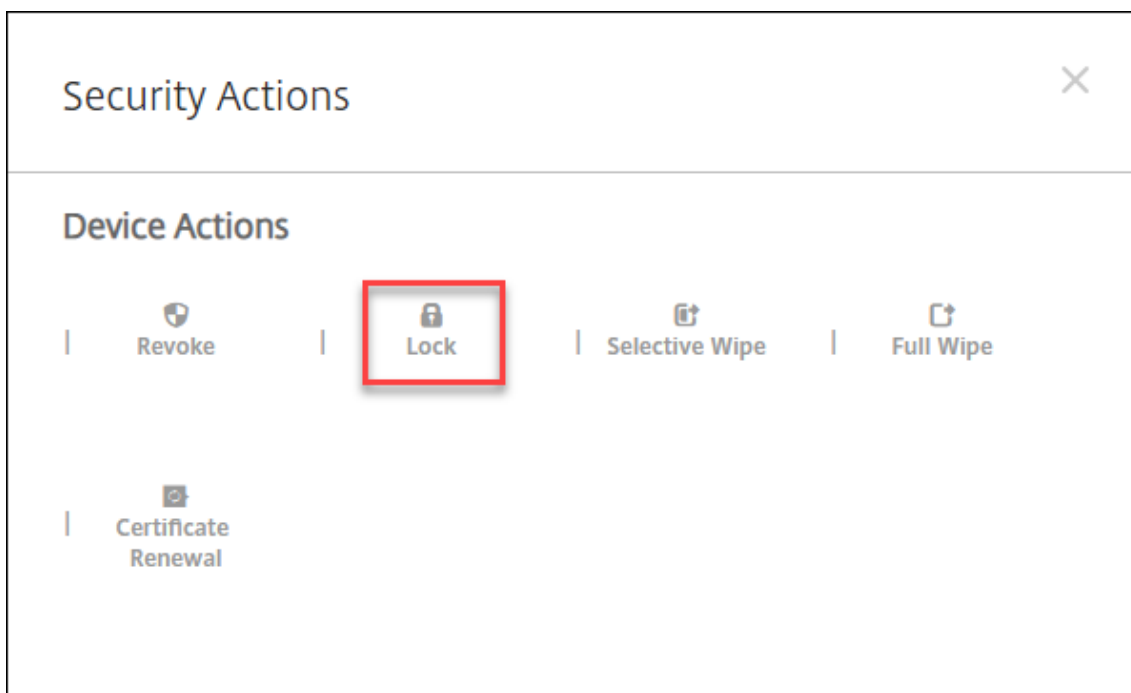 Security Actions
Device Actions
Revoke
Lock
Selective Wipe
Full Wipe
Certificate
Renewal